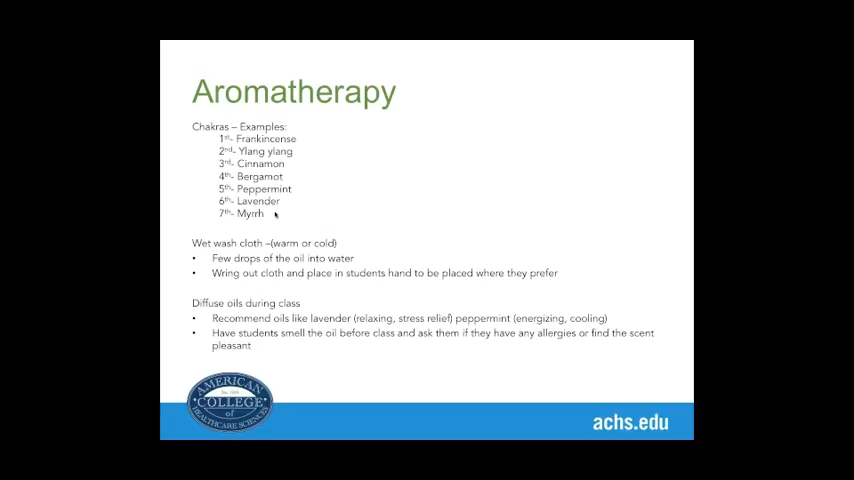 Aromatherapy
Chakras – Examples:
1st- Frankincense
2nd- Ylang ylang
3rd- Cinnamon
4th- Bergamot
5th- Peppermint
6th- Lavender
7th- Myrrh
Wet wash cloth –(warm or cold)
• Few drops of the oil into water
• Wring out cloth and place in students hand to be placed where they prefer
Diffuse oils during class
• Recommend oils like lavender (relaxing, stress relief) peppermint (energizing, cooling)
• Have students smell the oil before class and ask them if they have any allergies or find the scent
pleasant
AMERICAN
COLLEGE
of
HEALTHCARE SCIENCES
achs.edu